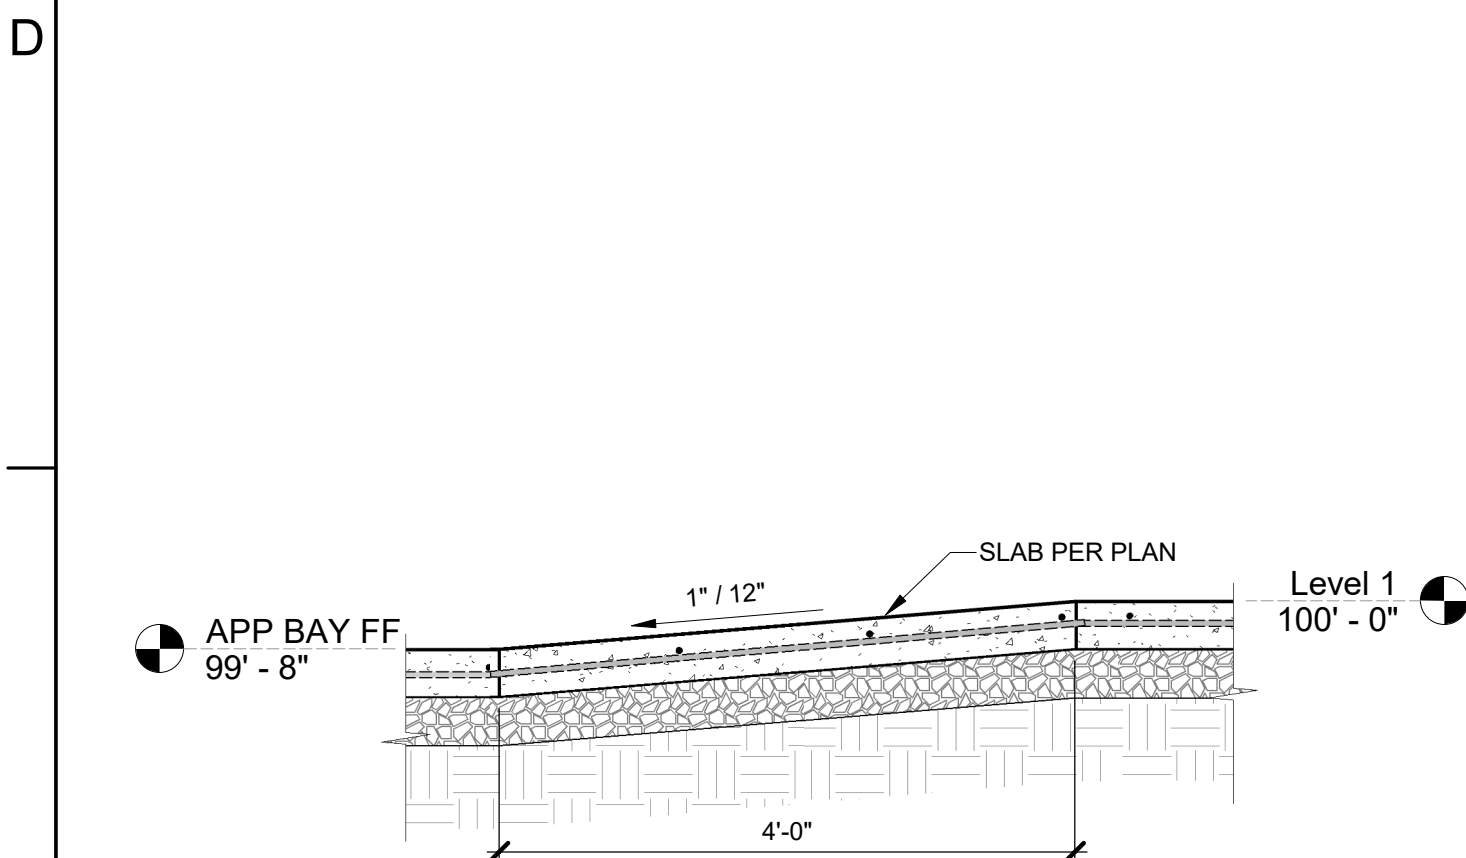 D
SLAB PER PLAN
1" / 12"
Level 1
100' - 0"
APP BAY FF
99' - 8"
4'-0"